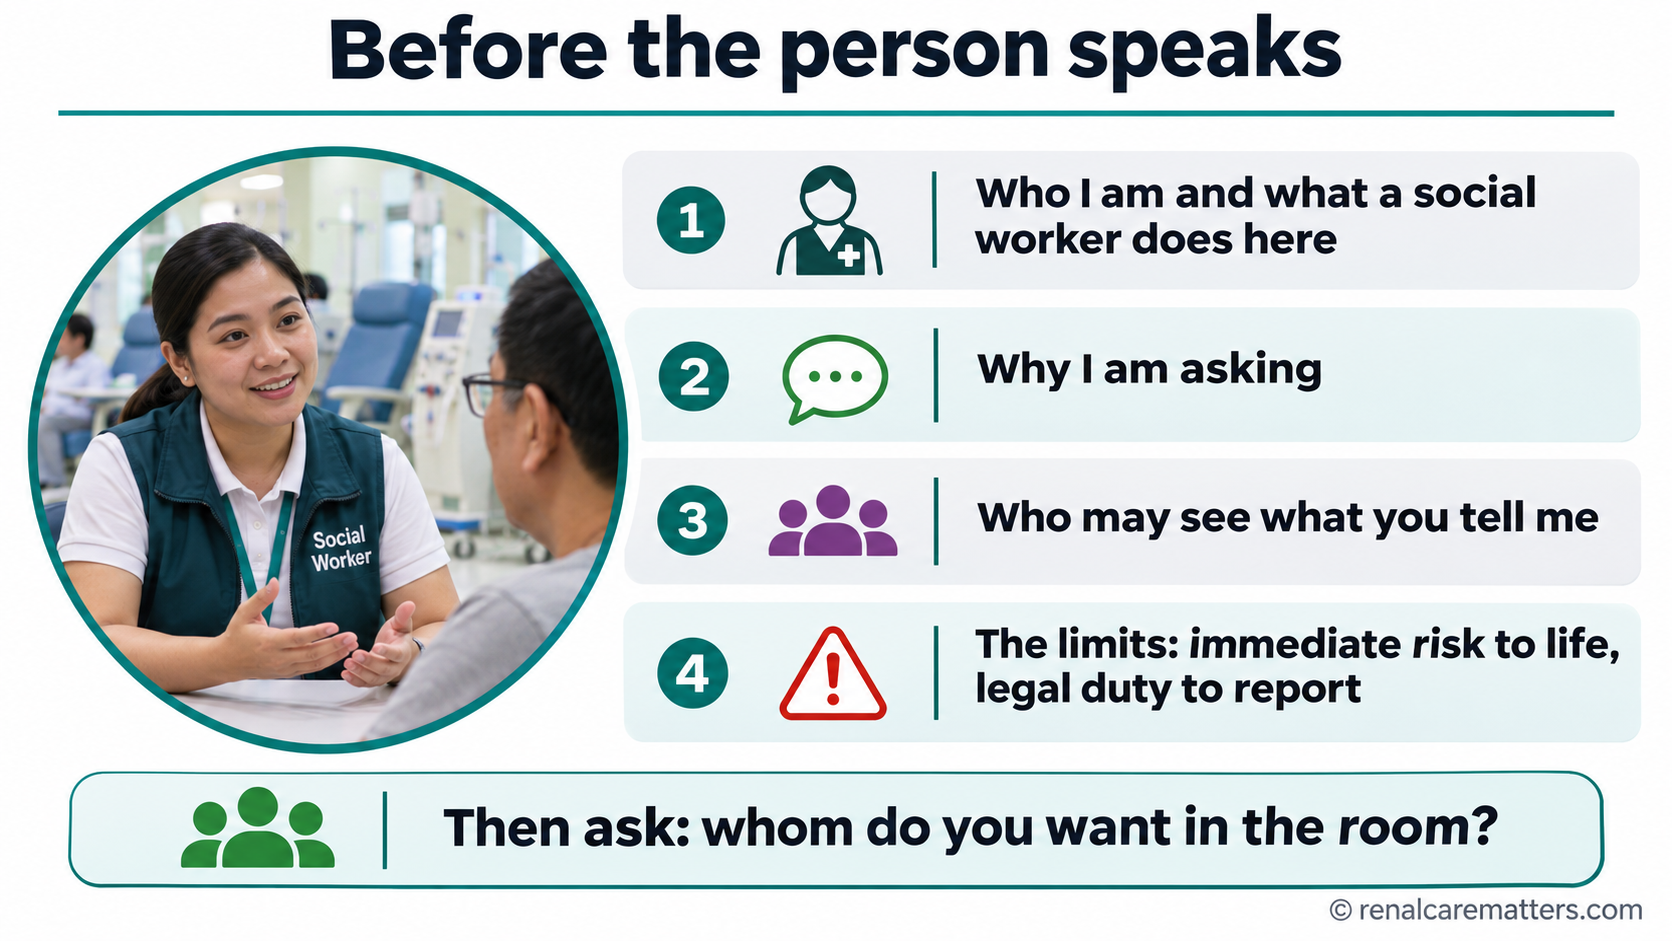 Before the person speaks
Social
Worker
1
Who I am and what a social
worker does here
2
Why I am asking
3
Who may see what you tell me
4
The limits: immediate risk to life,
legal duty to report
Then ask: whom do you want in the room?
© renalcarematters.com